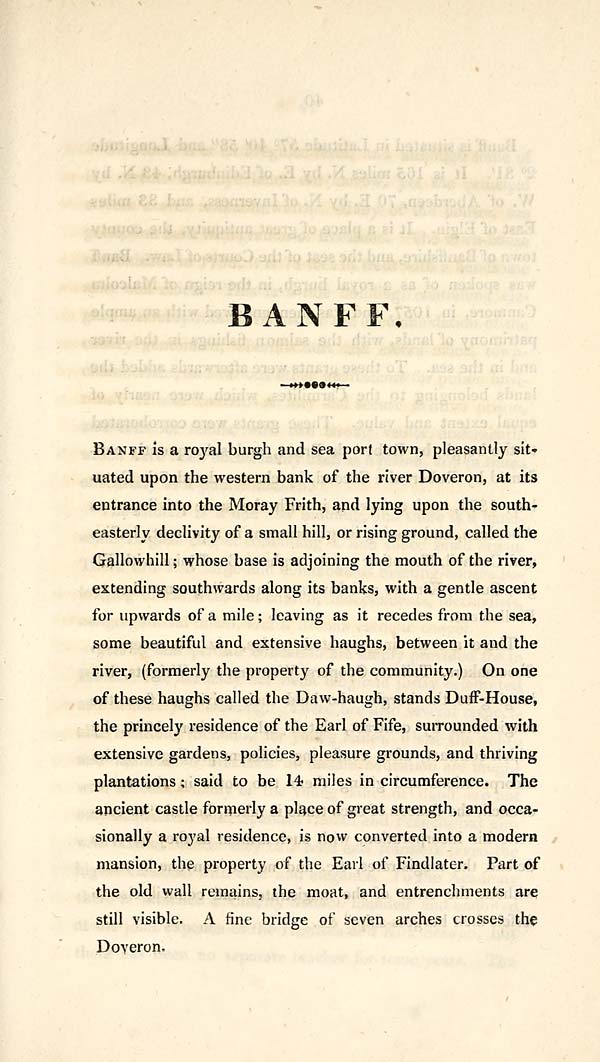 BANFF.
BANFF is a royal burgh and sea port town, pleasantly sit-
uated upon the western bank of the river Doveron, at its
entrance into the Moray Frith, and lying upon the south-
easterly declivity of a small hill, or rising ground, called the
Gallowhill; whose base is adjoining the mouth of the river,
extending southwards along its banks, with a gentle ascent
for upwards of a mile; leaving as it recedes from the sea,
some beautiful and extensive haughs, between it and the
river, (formerly the property of the community.) On one
of these haughs called the Daw-haugh, stands Duff-House,
the princely residence of the Earl of Fife, surrounded with
extensive gardens, policies, pleasure grounds, and thriving
plantations; said to be 14 miles in circumference. The
ancient castle formerly a place of great strength, and occa-
sionally a royal residence, is now converted into a modern
mansion, the property of the Earl of Findlater. Part of
the old wall remains, the moat, and entrenchments are
still visible. A fine bridge of seven arches crosses the
Doveron.